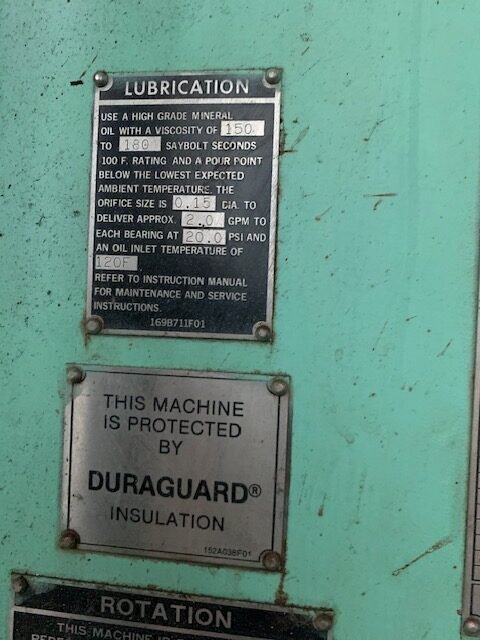 LUBRICATION
USE A HIGH GRADE MINERAL
OIL WITH A VISCOSITY OF 150
TO 180 SAYBOLT SECONDS
100 F. RATING AND A POUR POINT
BELOW THE LOWEST EXPECTED
AMBIENT TEMPERATURE. THE
ORIFICE SIZE IS 0.15 DIA. TO
DELIVER APPROX. 2.0 GPM TO
EACH BEARING AT 20.0 PSI AND
AN OIL INLET TEMPERATURE OF
120F
REFER TO INSTRUCTION MANUAL
FOR MAINTENANCE AND SERVICE
INSTRUCTIONS.
169B711F01
THIS MACHINE
IS PROTECTED
BY
DURAGUARD®
INSULATION
152A038F01
ROTATION
THIS MACHINE